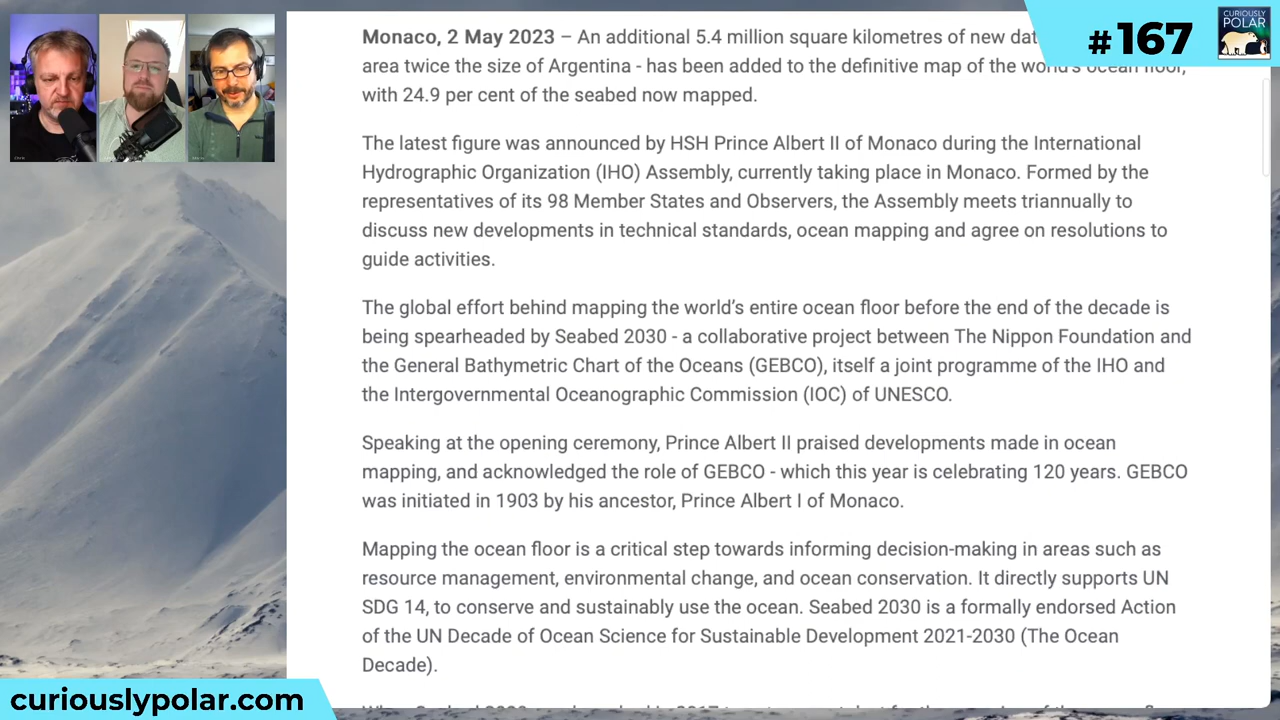 #167
CURIOUSLY
POLAR
Monaco, 2 May 2023 – An additional 5.4 million square kilometres of new
area twice the size of Argentina - has been added to the definitive map of the world's ocean floor,
with 24.9 per cent of the seabed now mapped.
The latest figure was announced by HSH Prince Albert II of Monaco during the International
Hydrographic Organization (IHO) Assembly, currently taking place in Monaco. Formed by the
representatives of its 98 Member States and Observers, the Assembly meets triannually to
discuss new developments in technical standards, ocean mapping and agree on resolutions to
guide activities.
The global effort behind mapping the world’s entire ocean floor before the end of the decade is
being spearheaded by Seabed 2030 - a collaborative project between The Nippon Foundation and
the General Bathymetric Chart of the Oceans (GEBCO), itself a joint programme of the IHO and
the Intergovernmental Oceanographic Commission (IOC) of UNESCO.
Speaking at the opening ceremony, Prince Albert II praised developments made in ocean
mapping, and acknowledged the role of GEBCO - which this year is celebrating 120 years. GEBCO
was initiated in 1903 by his ancestor, Prince Albert I of Monaco.
Mapping the ocean floor is a critical step towards informing decision-making in areas such as
resource management, environmental change, and ocean conservation. It directly supports UN
SDG 14, to conserve and sustainably use the ocean. Seabed 2030 is a formally endorsed Action
of the UN Decade of Ocean Science for Sustainable Development 2021-2030 (The Ocean
Decade).
curiouslypolar.com